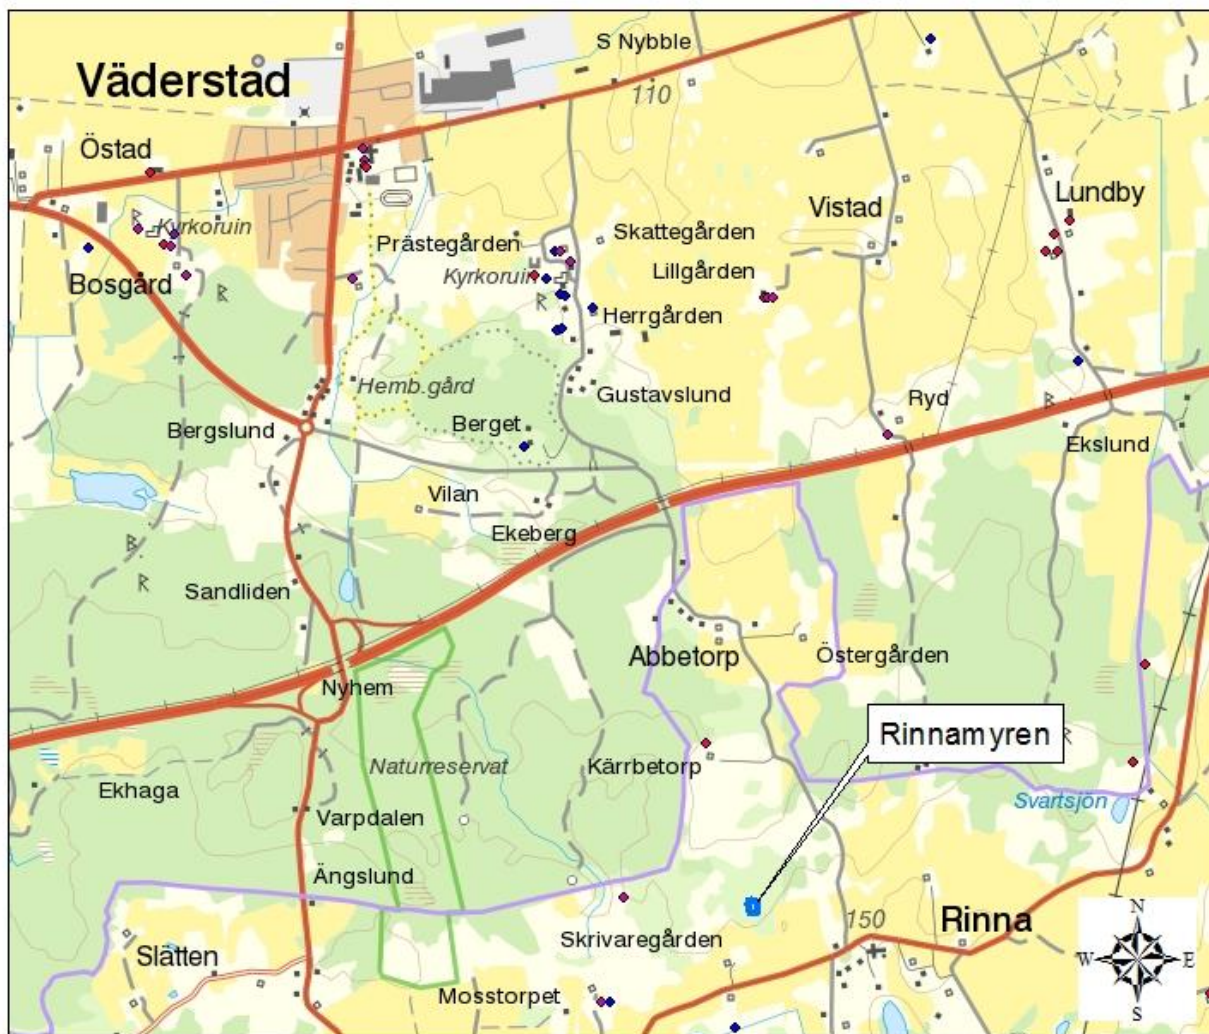 S Nybble
Väderstad
110
Östad
Lundby
Vistad
Kyrkoruin
Prästegården
Skattegården
Kyrkoruin
Lillgården
Bosgård
R
R
R
Herrgården
Hemb.gård
Gustavslund
Ryd
R
Bergslund
Berget
Ekslund
Vilan
Ekeberg
R
R
Sandliden
Abbetorp
Östergården
Nyhem
Rinnamyren
R
Naturreservat
Kärrbetorp
Ekhaga
Svartsjön
Varpdalen
Ängslund
150
Rinna
N
Skrivaregården
Slätten
W
E
Mosstorpet
S